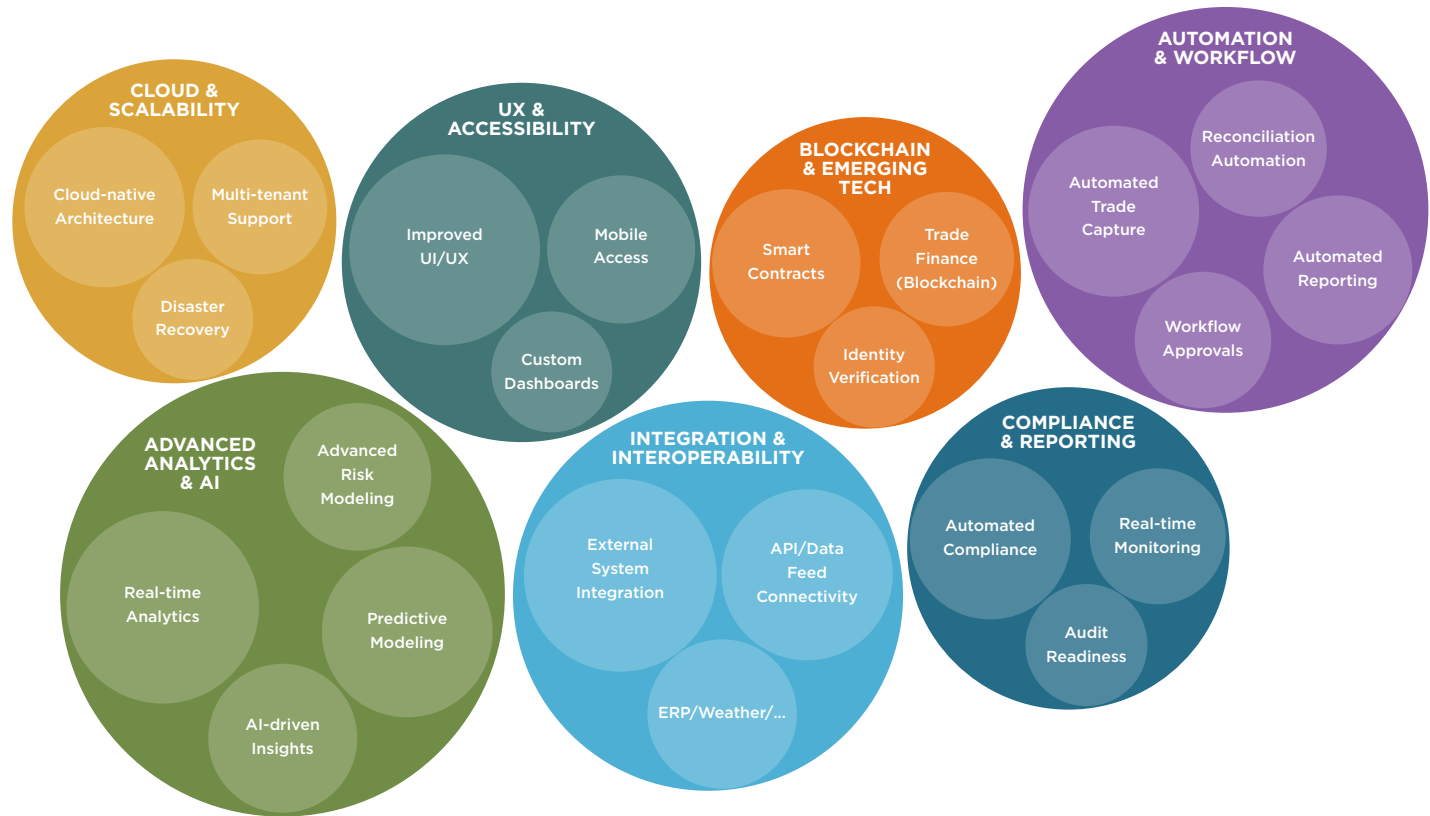 CLOUD &
SCALABILITY
Cloud-native
Architecture
Multi-tenant
Support
Disaster
Recovery
UX &
ACCESSIBILITY
Improved
UI/UX
Mobile
Access
Custom
Dashboards
BLOCKCHAIN
& EMERGING
TECH
Smart
Contracts
Trade
Finance
(Blockchain)
Identity
Verification
AUTOMATION
& WORKFLOW
Reconciliation
Automation
Automated
Trade
Capture
Automated
Reporting
Workflow
Approvals
ADVANCED
ANALYTICS
& AI
Advanced
Risk
Modeling
Real-time
Analytics
Predictive
Modeling
AI-driven
Insights
INTEGRATION &
INTEROPERABILITY
External
System
Integration
API/Data
Feed
Connectivity
ERP/Weather/...
COMPLIANCE
& REPORTING
Automated
Compliance
Real-time
Monitoring
Audit
Readiness